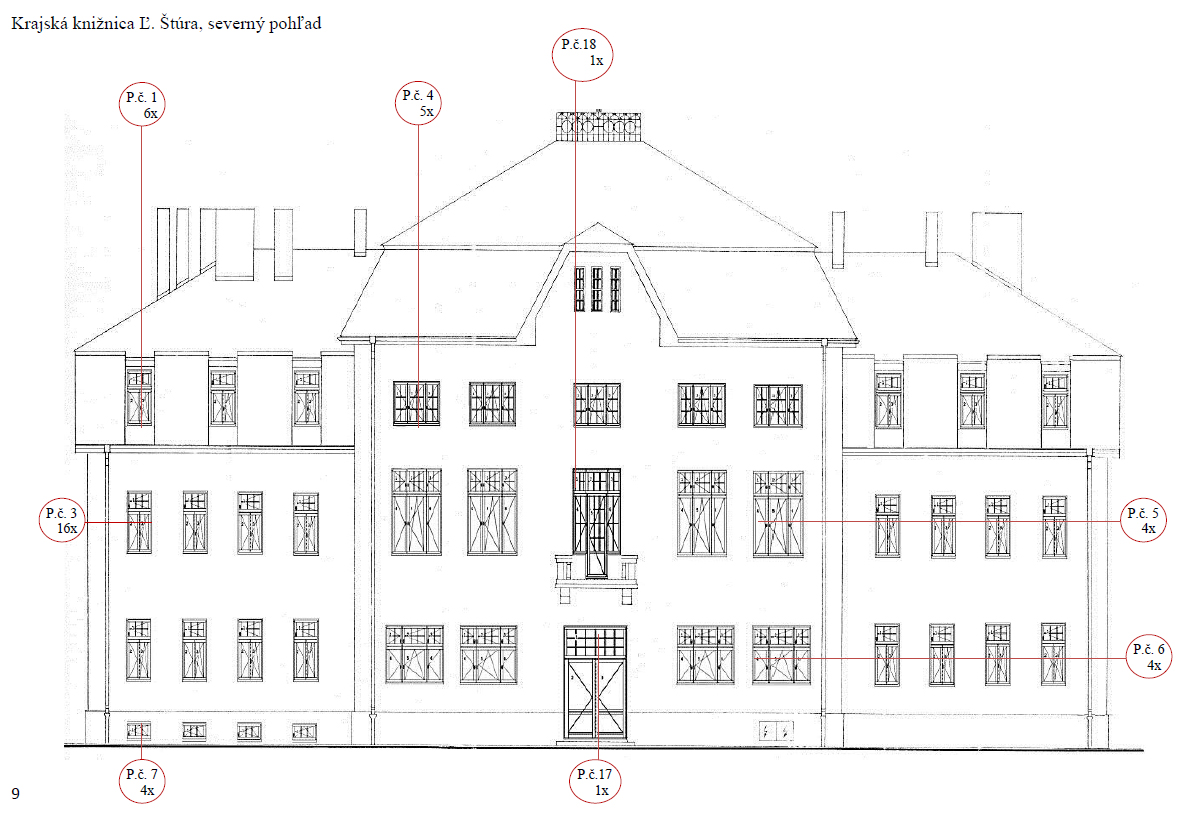 Krajská knižnica Ľ. Štúra, severný pohľad
P.č.18
1x
P.č. 1
6x
P.č. 4
5x
P.č. 3
16x
P.č. 5
4x
P.č. 6
4x
P.č. 7
4x
P.č.17
1x
9